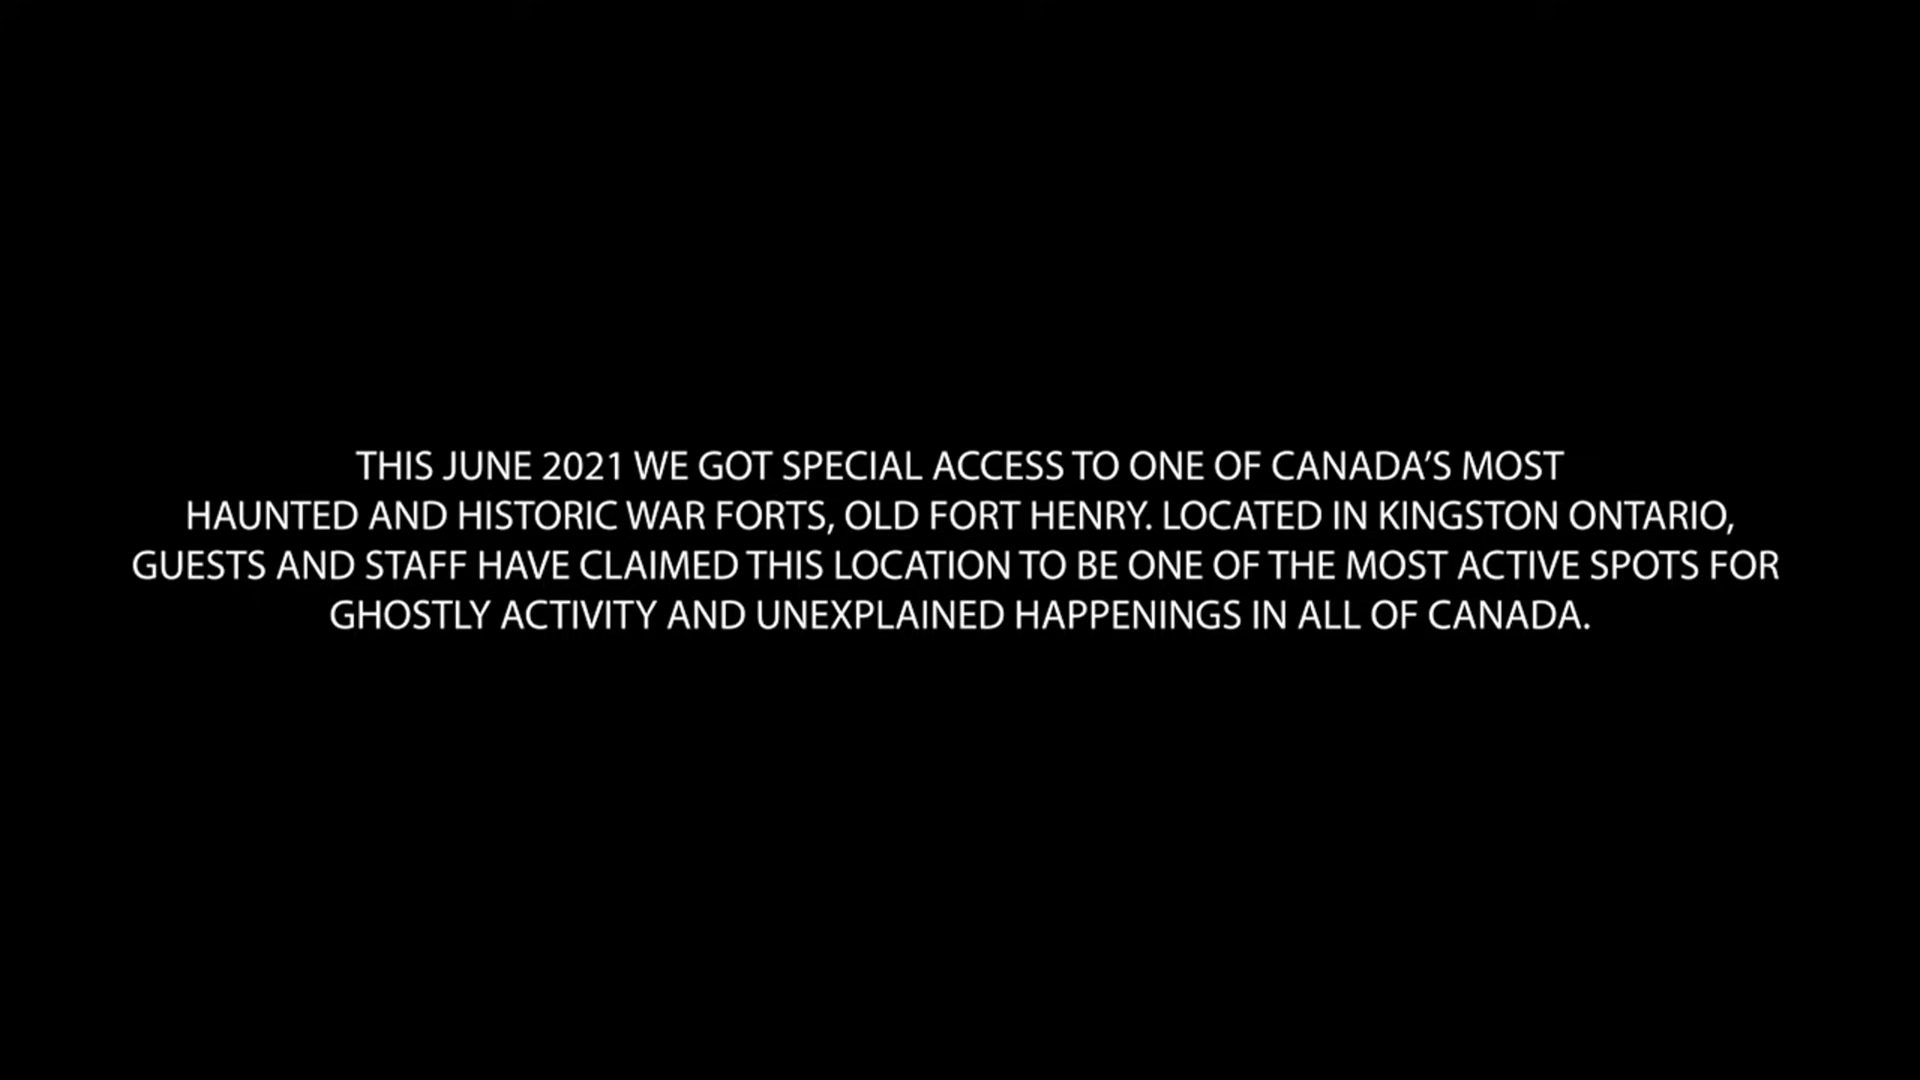 THIS JUNE 2021 WE GOT SPECIAL ACCESS TO ONE OF CANADA'S MOST
HAUNTED AND HISTORIC WAR FORTS, OLD FORT HENRY. LOCATED IN KINGSTON ONTARIO,
GUESTS AND STAFF HAVE CLAIMED THIS LOCATION TO BE ONE OF THE MOST ACTIVE SPOTS FOR
GHOSTLY ACTIVITY AND UNEXPLAINED HAPPENINGS IN ALL OF CANADA.